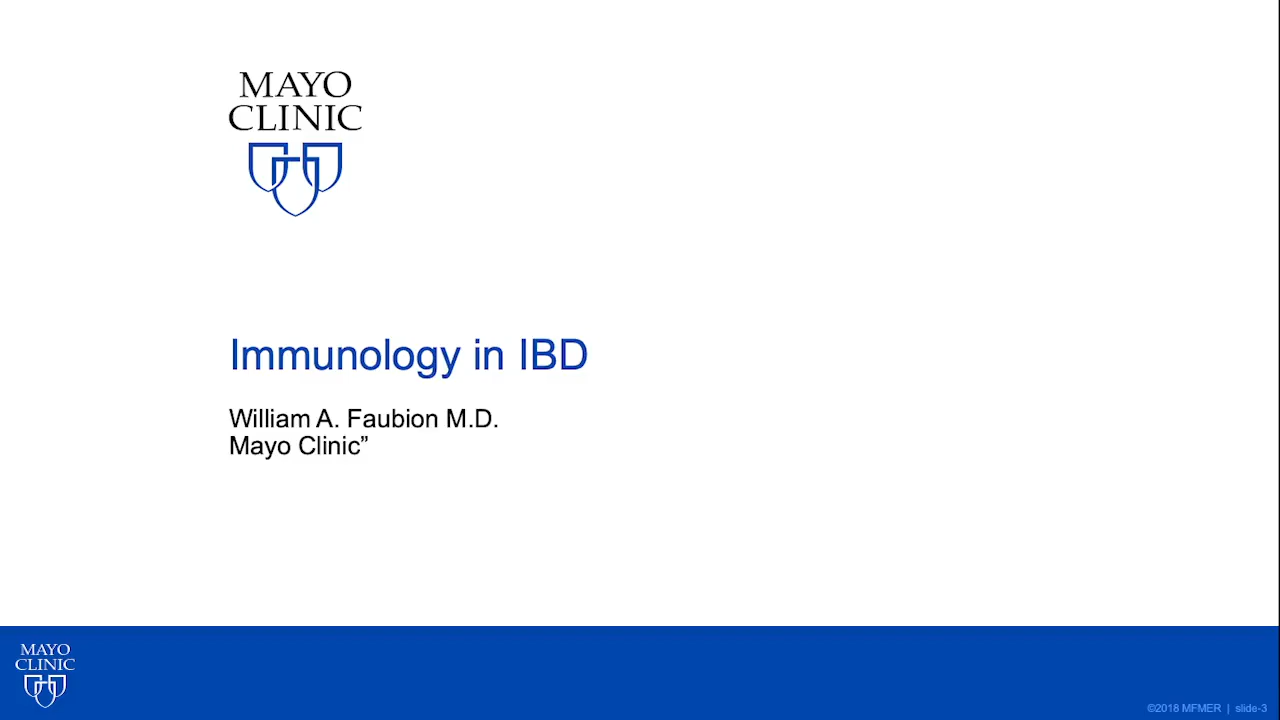 MAYO
CLINIC
Immunology in IBD
William A. Faubion M.D.
Mayo Clinic”
MAYO
CLINIC
©2018 MFMER | slide-3